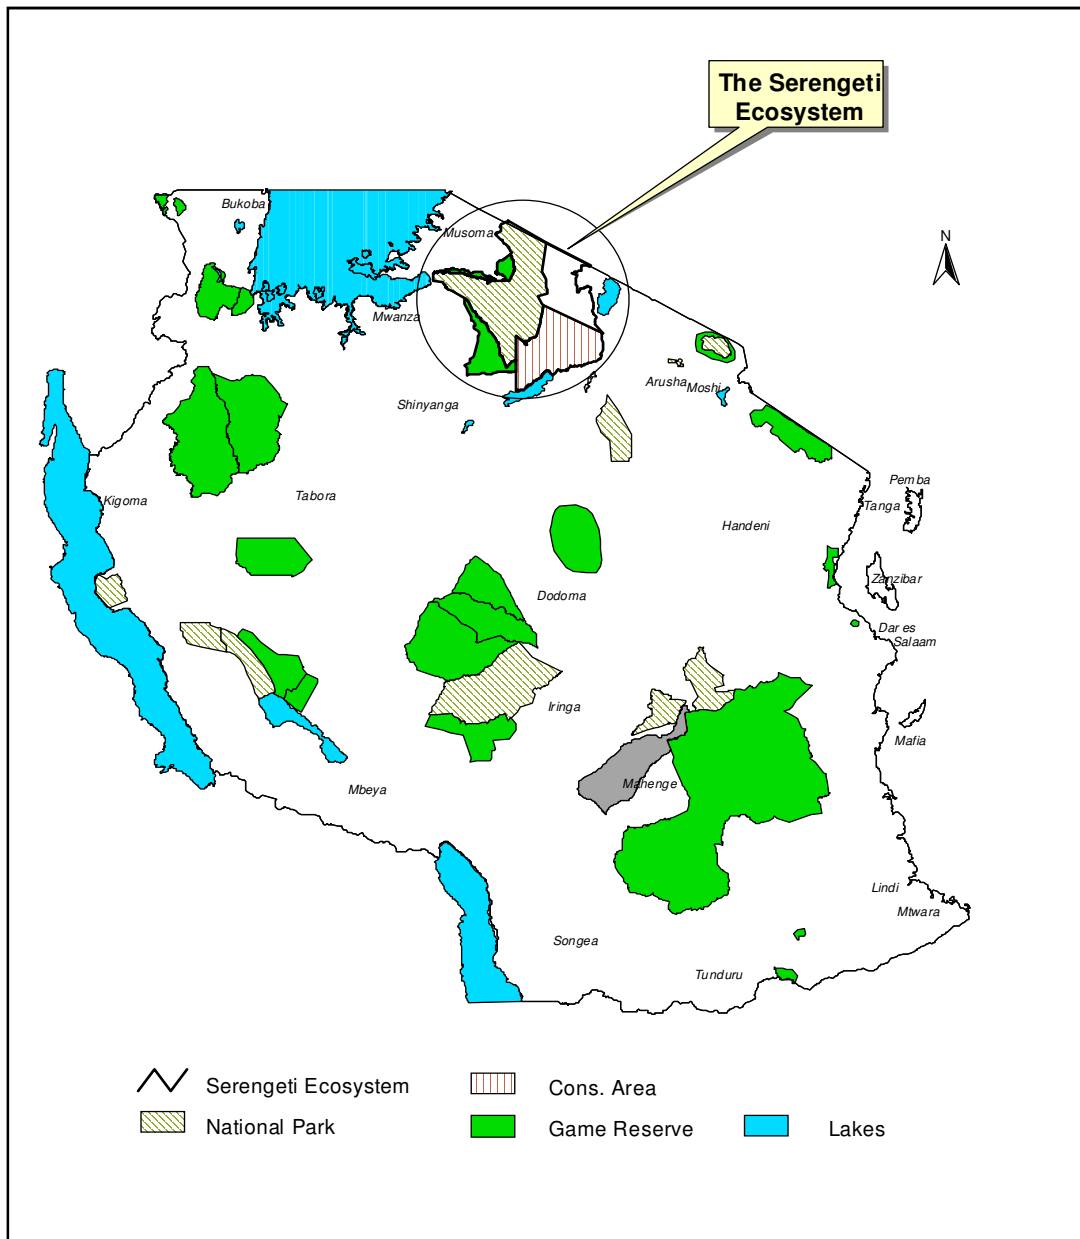 The Serengeti
Ecosystem
Bukoba
Musoma
N
Mwanza
Arusha
Moshi
Shinyanga
Kigoma
Tabora
Pemba
Tanga
Handeni
Zanzibar
Dodoma
Dar es
Salaam
Iringa
Mafia
Mahenge
Mbeya
Lindi
Mtwara
Songea
Tunduru
Serengeti Ecosystem
Cons. Area
National Park
Game Reserve
Lakes